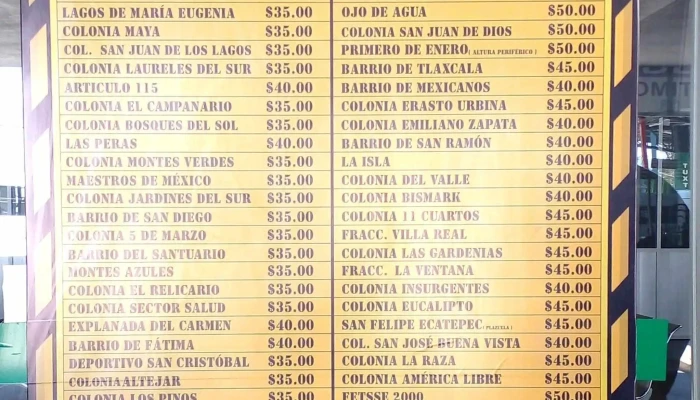 LAGOS DE MARÍA EUGENIA $35.00
COLONIA MAYA $35.00
COL. SAN JUAN DE LOS LAGOS $35.00
COLONIA LAURELES DEL SUR $35.00
ARTICULO 115 $40.00
COLONIA EL CAMPANARIO $35.00
COLONIA BOSQUES DEL SOL $35.00
LAS PERAS $40.00
COLONIA MONTES VERDES $35.00
MAESTROS DE MÉXICO $35.00
COLONIA JARDINES DEL SUR $35.00
BARRIO DE SAN DIEGO $35.00
COLONIA 5 DE MARZO $35.00
BARRIO DEL SANTUARIO $35.00
MONTES AZULES $35.00
COLONIA EL RELICARIO $35.00
COLONIA SECTOR SALUD $35.00
EXPLANADA DEL CARMEN $40.00
BARRIO DE FÁTIMA $40.00
DEPORTIVO SAN CRISTÓBAL $35.00
COLONIA ALTEJAR $35.00
COLONIA LOS PINOS $35.00
OJO DE AGUA $50.00
COLONIA SAN JUAN DE DIOS $50.00
PRIMERO DE ENERO( ALTURA PERIFÉRICO ) $50.00
BARRIO DE TLAXCALA $45.00
BARRIO DE MEXICANOS $40.00
COLONIA ERASTO URBINA $45.00
COLONIA EMILIANO ZAPATA $40.00
BARRIO DE SAN RAMÓN $40.00
LA ISLA $40.00
COLONIA DEL VALLE $40.00
COLONIA BISMARK $40.00
COLONIA 11 CUARTOS $45.00
FRACC. VILLA REAL $45.00
COLONIA LAS GARDENIAS $45.00
FRACC. LA VENTANA $45.00
COLONIA INSURGENTES $40.00
COLONIA EUCALIPTO $45.00
SAN FELIPE ECATEPEC( PLAZUELA ) $45.00
COL. SAN JOSÉ BUENA VISTA $40.00
COLONIA LA RAZA $45.00
COLONIA AMÉRICA LIBRE $45.00
FETSSE 2000 $50.00
TUXT